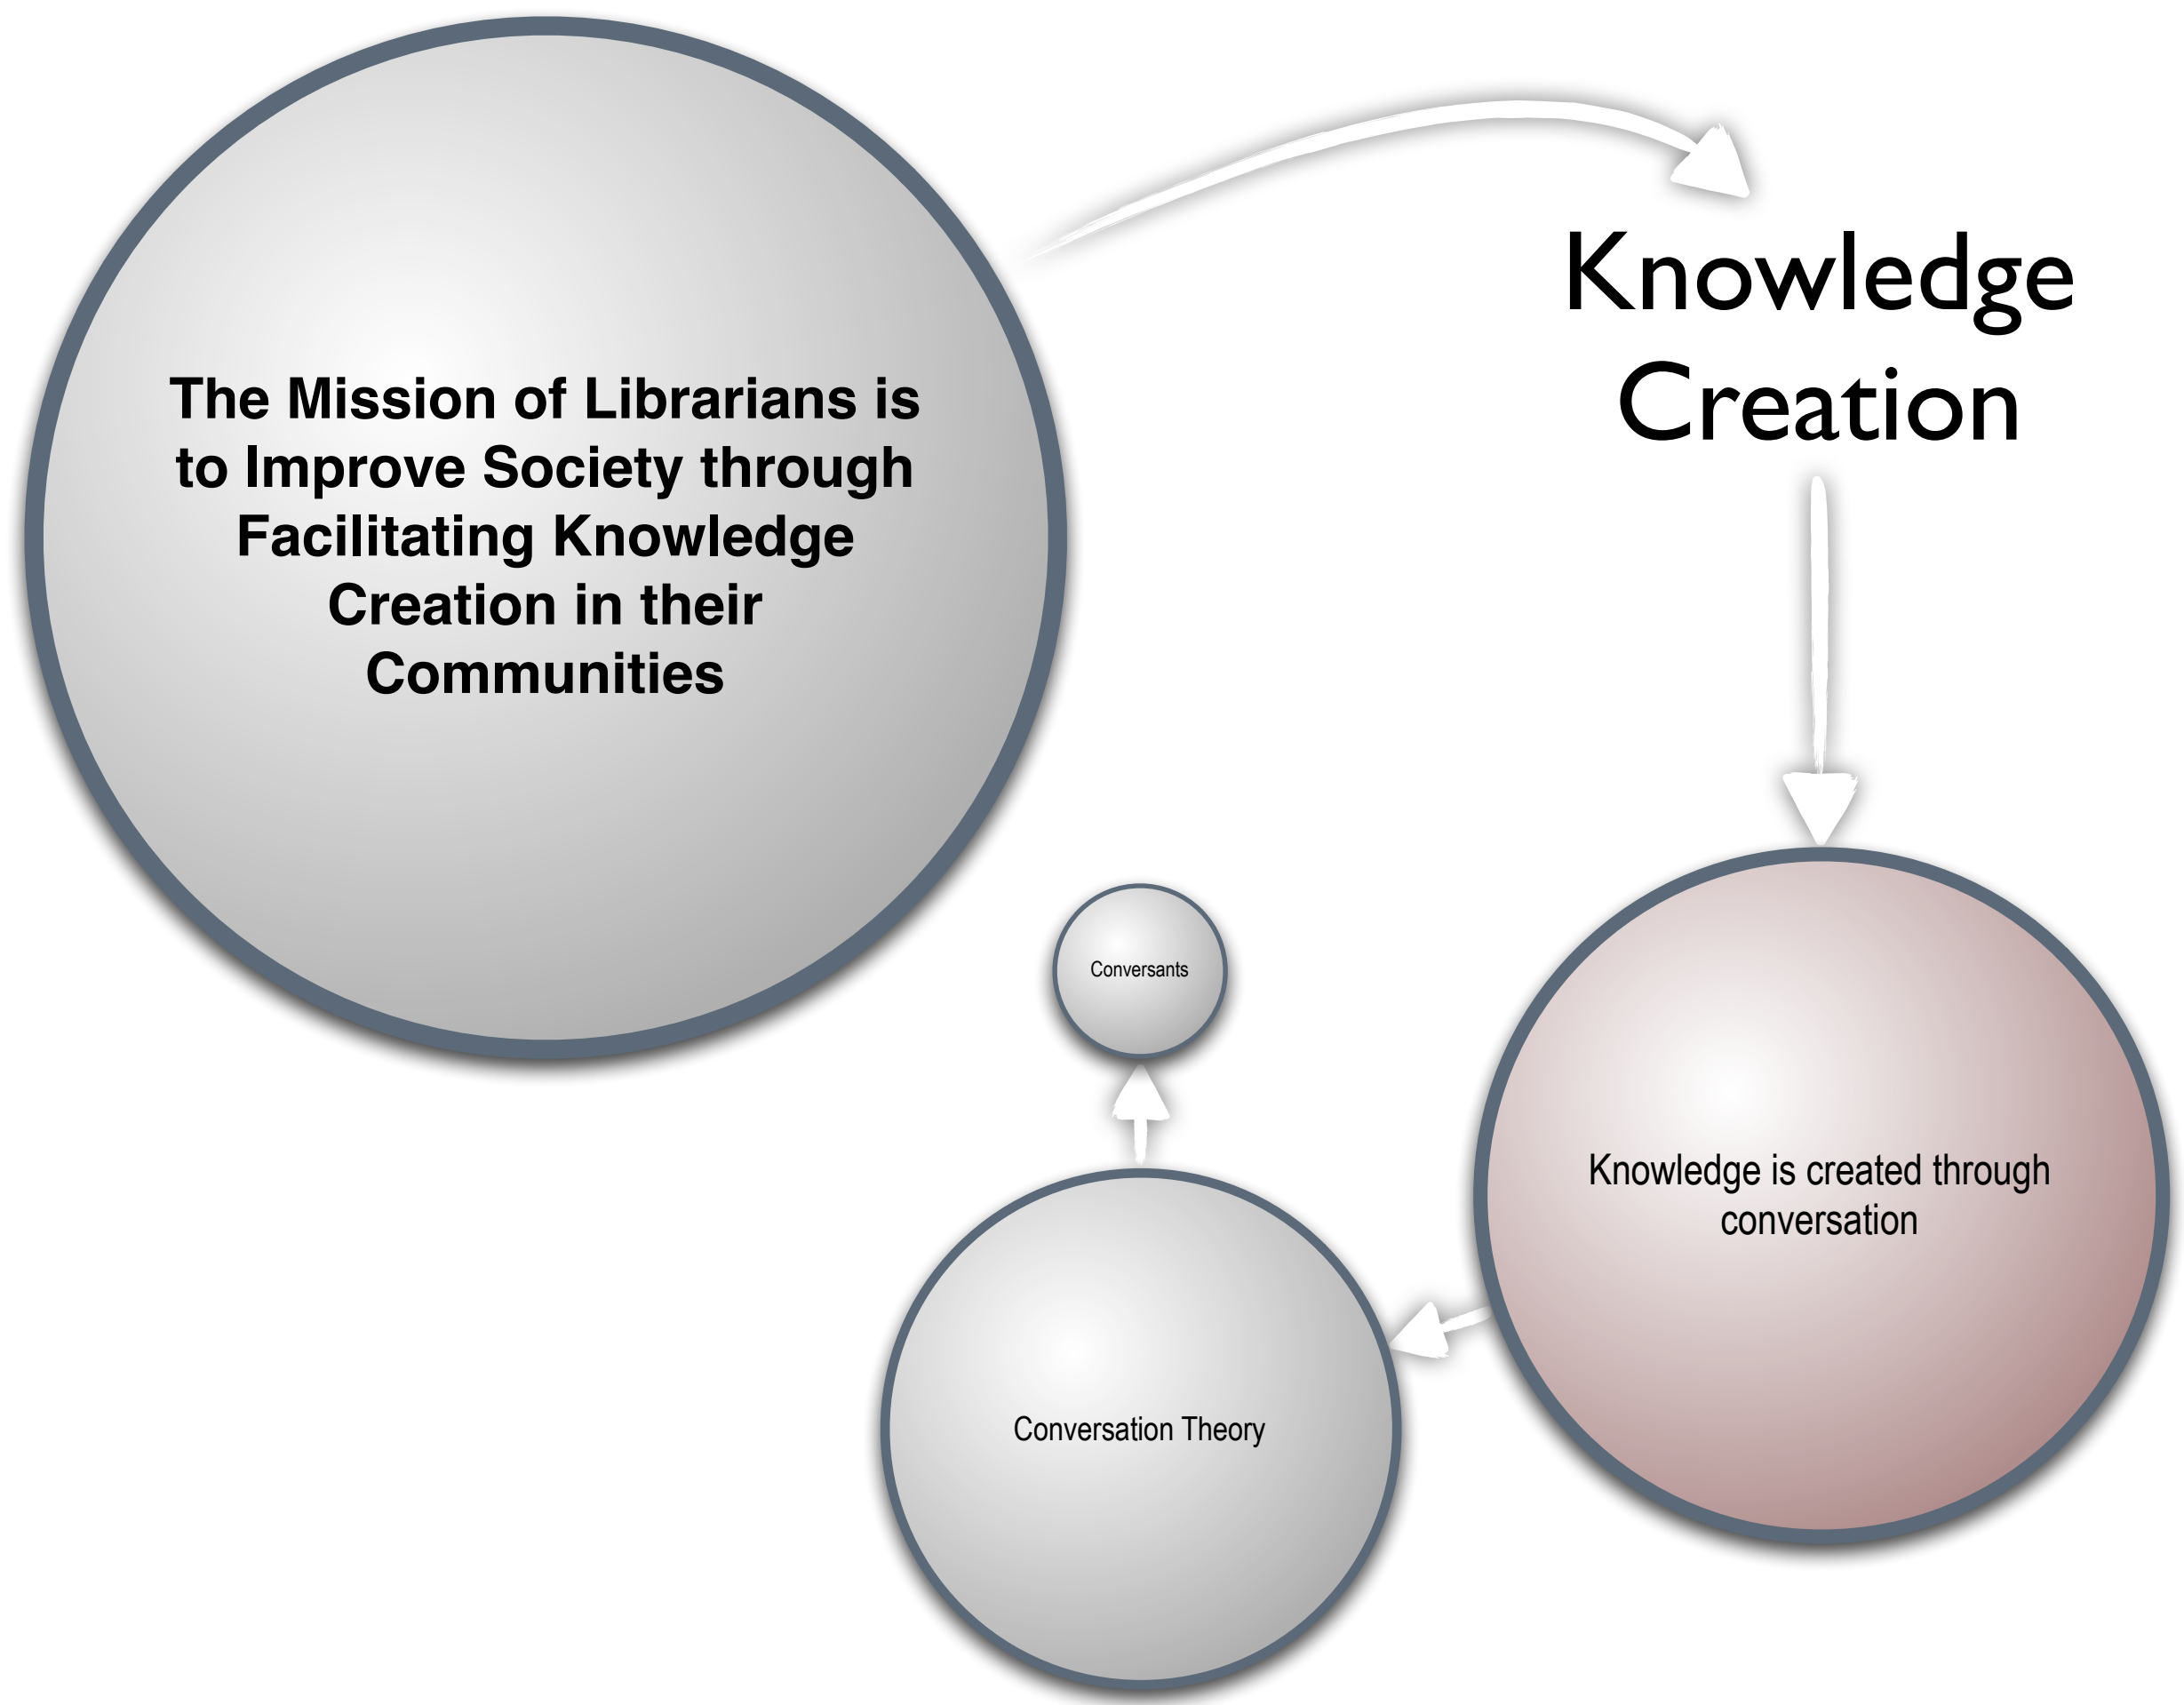 The Mission of Librarians is
to Improve Society through
Facilitating Knowledge
Creation in their
Communities
Knowledge
Creation
Conversants
Knowledge is created through
conversation
Conversation Theory